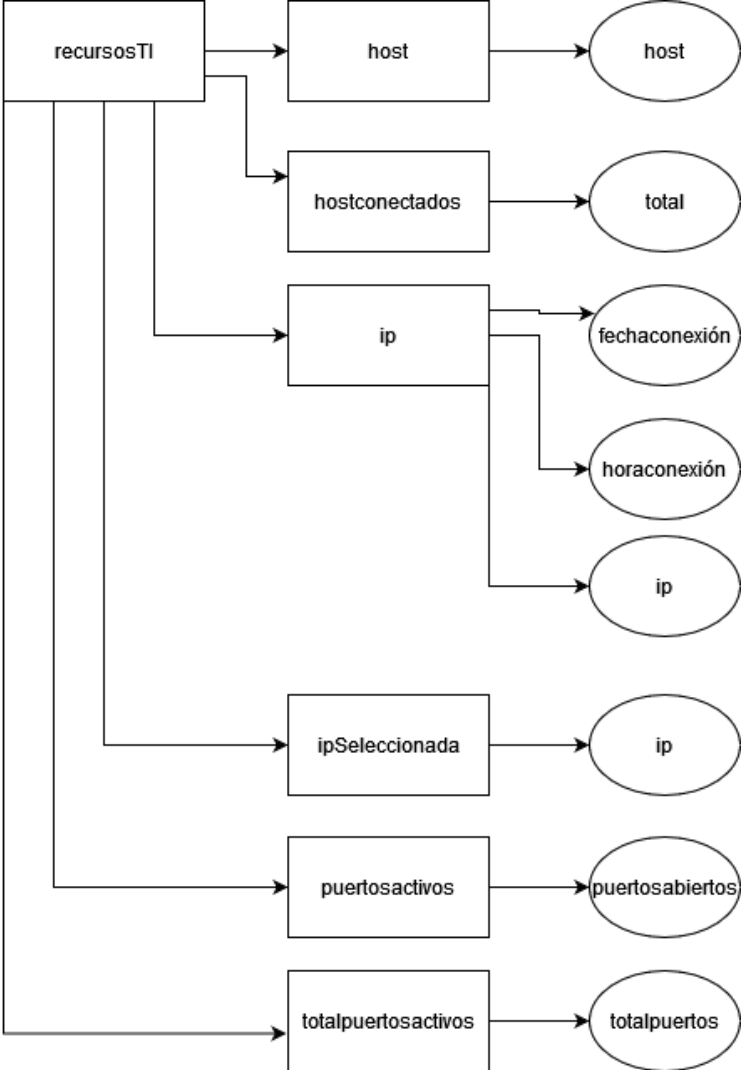 recursosTI
host
host
hostconectados
total
ip
fechaconexión
horaconexión
ip
ipSeleccionada
ip
puertosactivos
puertosabiertos
totalpuertosactivos
totalpuertos